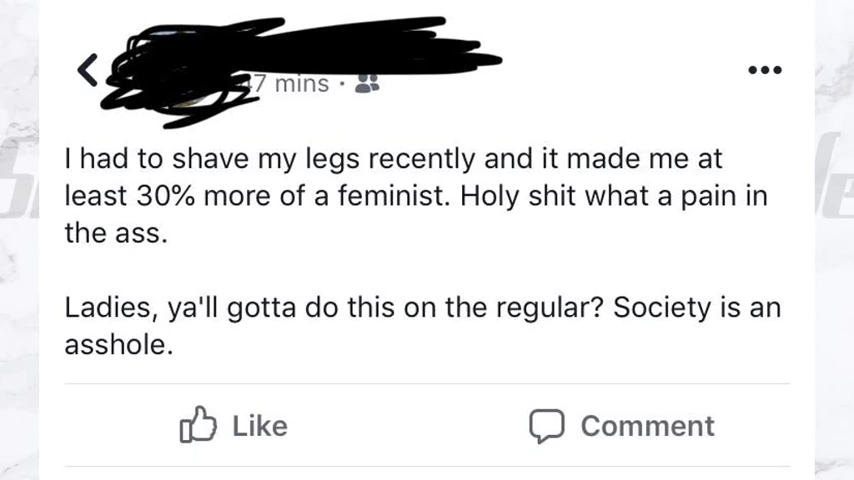 47 mins ·
I had to shave my legs recently and it made me at
least 30% more of a feminist. Holy shit what a pain in
the ass.
Ladies, ya'll gotta do this on the regular? Society is an
asshole.
Like
Comment